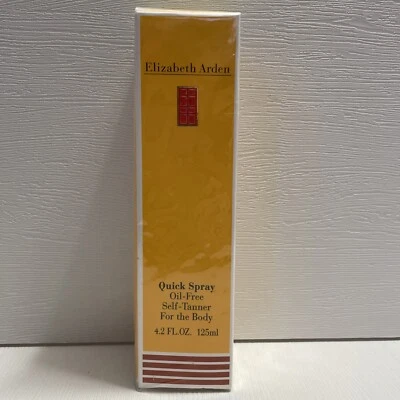 Elizabeth Arden
Quick Spray
Oil-Free
Self-Tanner
For the Body
4.2 FL.OZ. 125ml